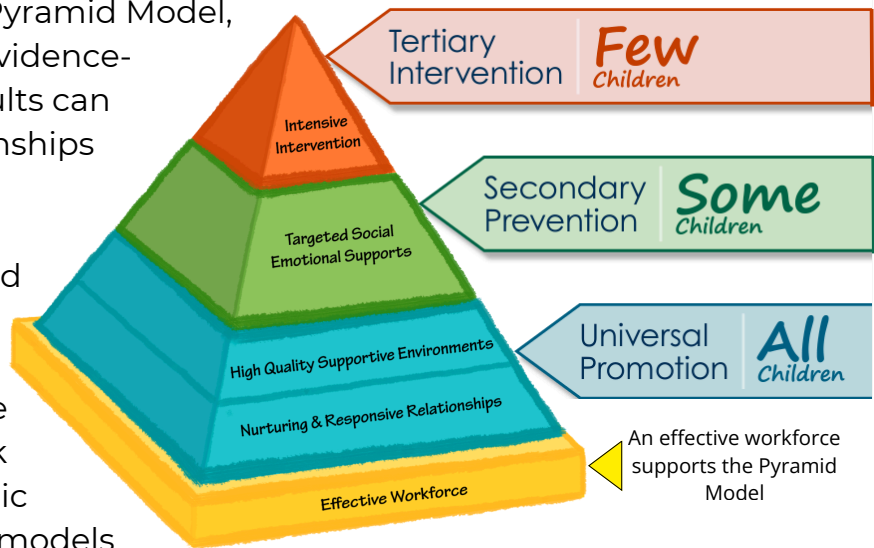 Pyramid Model,
vidence-
ults can
nships
d
e
k
ic
models
Intensive
Intervention
Targeted Social
Emotional Supports
High Quality Supportive Environments
Nurturing & Responsive Relationships
Effective Workforce
Tertiary
Intervention
Few
Children
Secondary
Prevention
Some
Children
Universal
Promotion
All
Children
An effective workforce
supports the Pyramid
Model